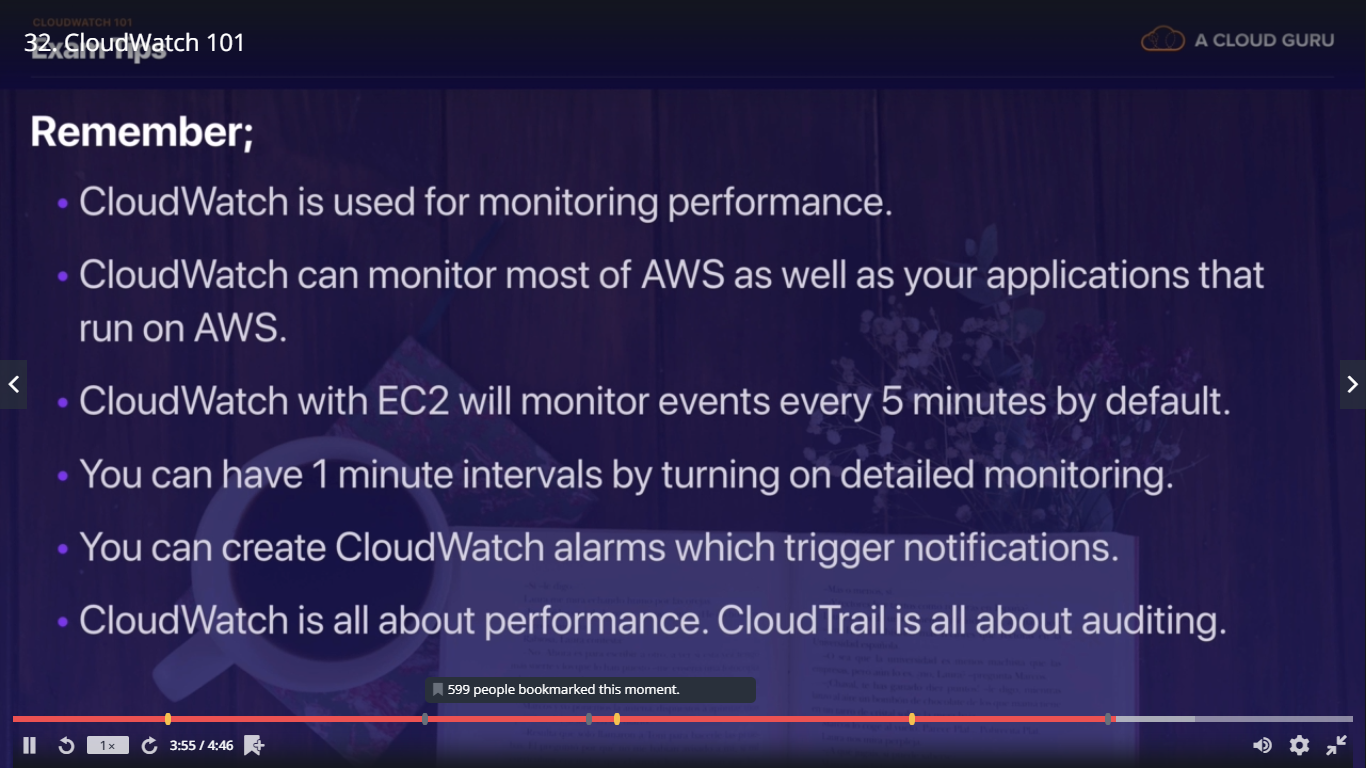 CLOUDWATCH 101
32. CloudWatch 101
Exam Tips
A CLOUD GURU
Remember;
• CloudWatch is used for monitoring performance.
• CloudWatch can monitor most of AWS as well as your applications that
run on AWS.
• CloudWatch with EC2 will monitor events every 5 minutes by default.
• You can have 1 minute intervals by turning on detailed monitoring.
• You can create CloudWatch alarms which trigger notifications.
• CloudWatch is all about performance. CloudTrail is all about auditing.
599 people bookmarked this moment.
1×
3:55 / 4:46